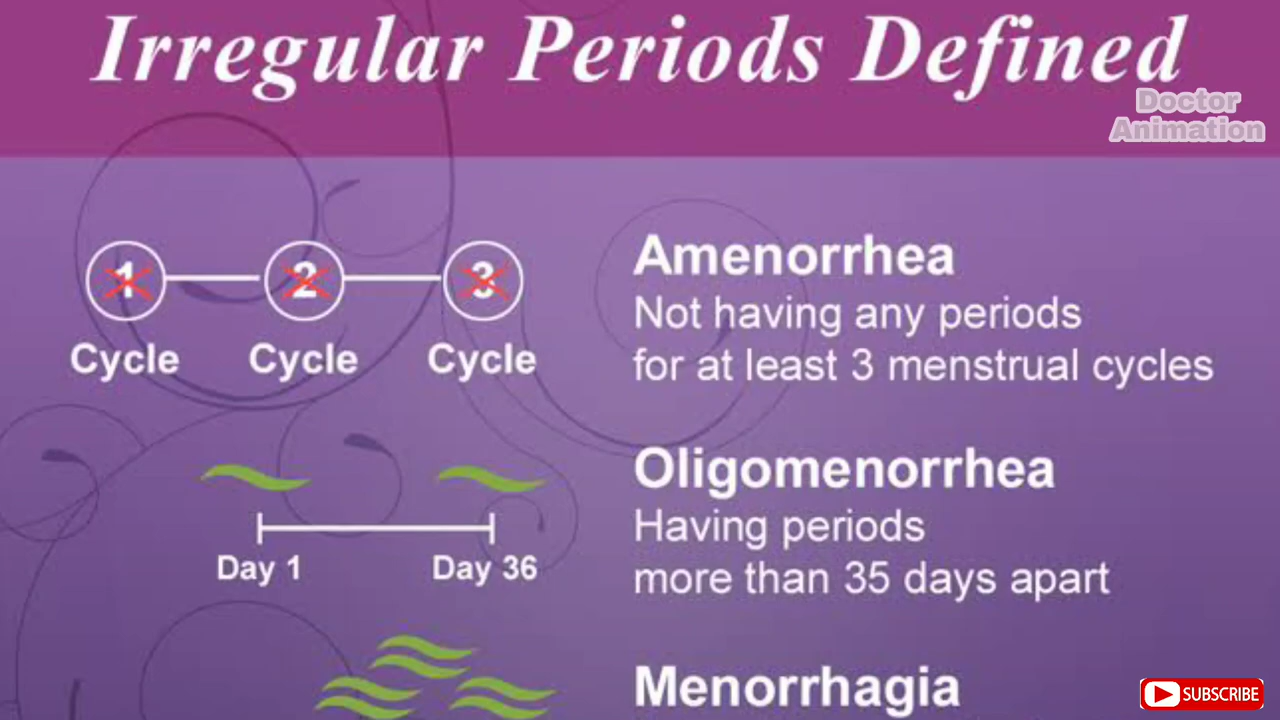 Irregular Periods Defined
Doctor
Animation
1 2 3
Cycle Cycle Cycle
Amenorrhea
Not having any periods
for at least 3 menstrual cycles
Day 1 Day 36
Oligomenorrhea
Having periods
more than 35 days apart
Menorrhagia
SUBSCRIBE